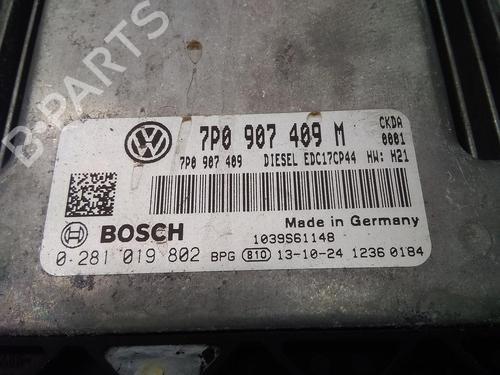 B-PARTS
7P0 907 409 M
CKDA
0001
7P0 907 409 DIESEL EDC17CP44 HW: H21
Made in Germany
BOSCH
1039S61148
0 281 019 802 BPG 810 13-10-24 1236 0184